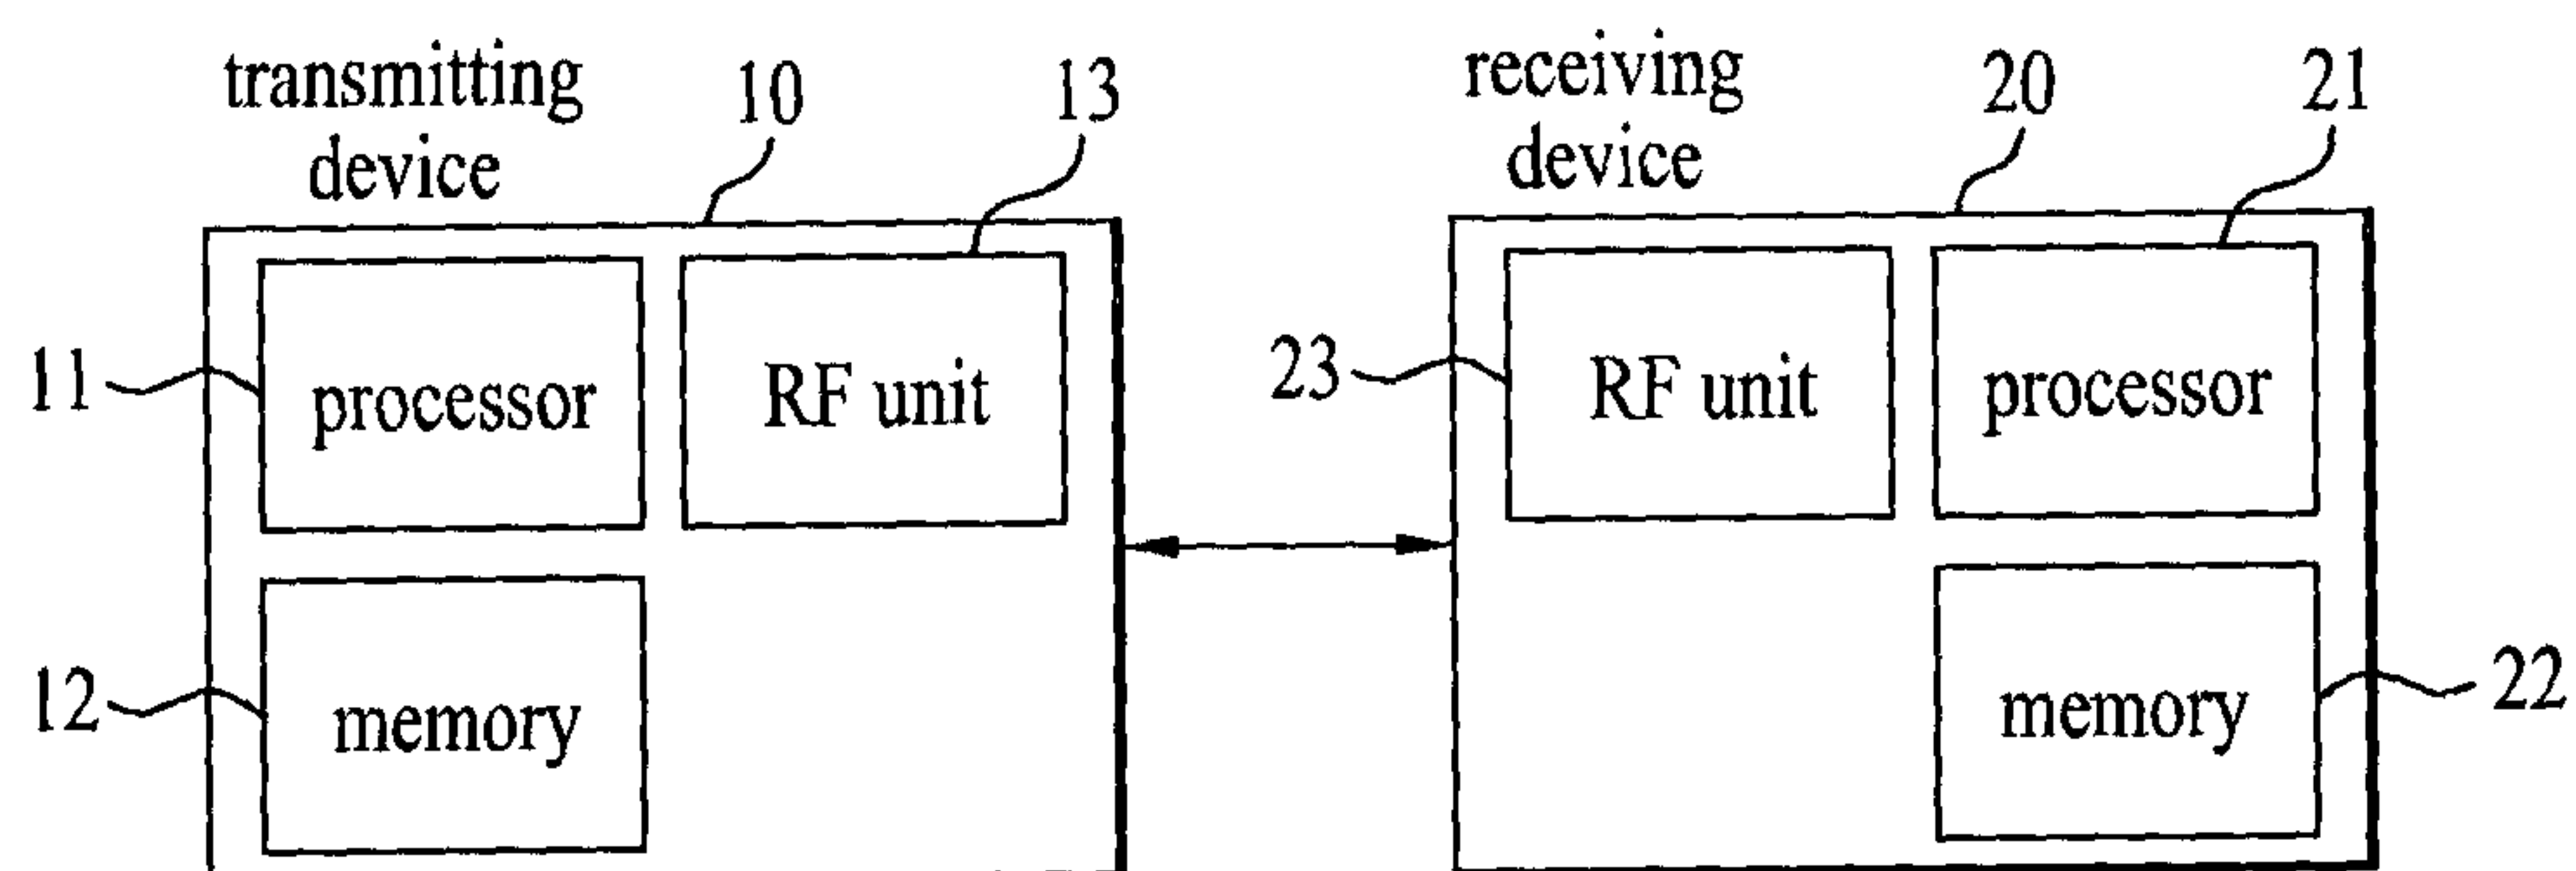 transmitting
device
10
13
11
processor
RF unit
12
memory
receiving
device
20
21
23
RF unit
processor
memory
22